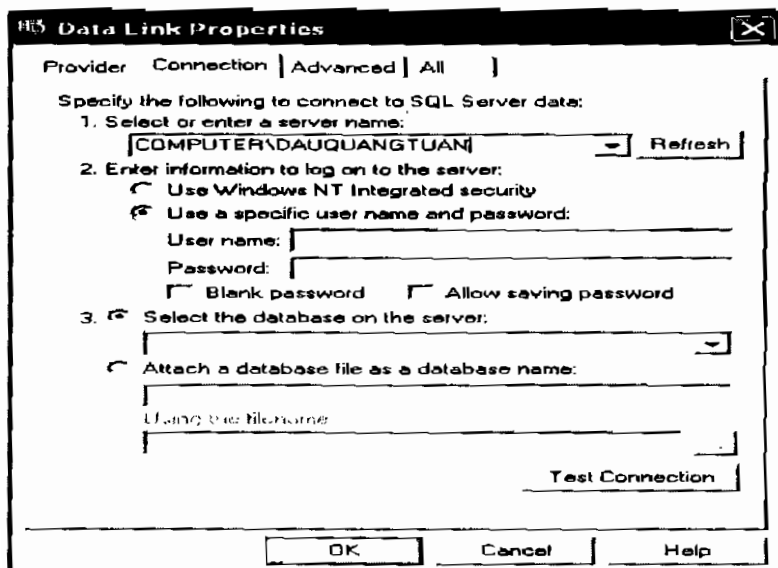 Data Link Properties
Provider Connection Advanced All
Specify the following to connect to SQL Server data:
1. Select or enter a server name:
COMPUTER\DAUQUANGTUAN Refresh
2. Enter information to log on to the server:
Use Windows NT Integrated security
Use a specific user name and password:
User name:
Password:
Blank password Allow saving password
3. Select the database on the server:
Attach a database file as a database name:
Using the filename
Test Connection
OK Cancel Help